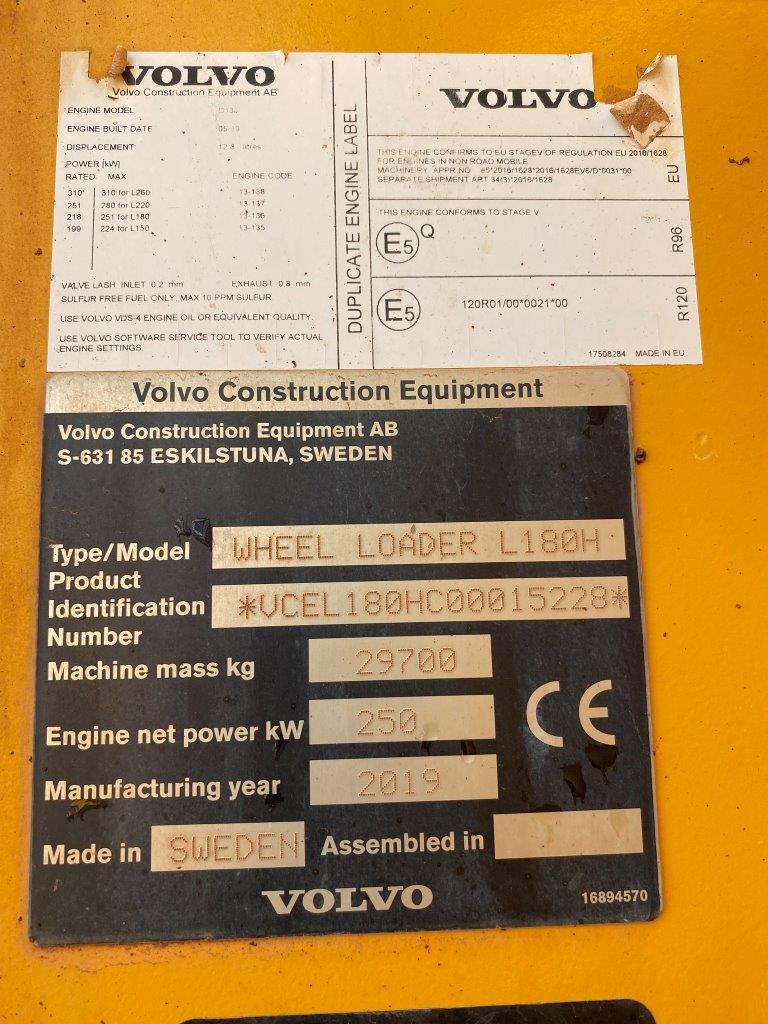 VOLVO
Volvo Construction Equipment AB
ENGINE MODEL
ENGINE BUILT DATE 05 19
DISPLACEMENT: 12.8 litres
POWER [kW]
RATED MAX ENGINE CODE
310' 310 for L260 13-138
251 280 for L220 13-137
218 251 for L180 13-136
199 224 for L150 13-135
VALVE LASH INLET 0.2 mm EXHAUST 0.8 mm
SULFUR FREE FUEL ONLY, MAX 10 PPM SULFUR.
USE VOLVO VDS-4 ENGINE OIL OR EQUIVALENT QUALITY.
USE VOLVO SOFTWARE SERVICE TOOL TO VERIFY ACTUAL
ENGINE SETTINGS.
DUPLICATE ENGINE LABEL
VOLVO
THIS ENGINE CONFIRMS TO EU STAGEV OF REGULATION EU 2016/1628
FOR ENGINES IN NON ROAD MOBILE
MACHINERY, APPR.NO e5*2016/1628*2016/1628EV6/D*0031*00
SEPARATE SHIPMENT ART 34(3)*2016/1628
EU
THIS ENGINE CONFORMS TO STAGE V
E5 Q
R96
E5 120R01/00*0021*00
R120
17508284 MADE IN EU
Volvo Construction Equipment
Volvo Construction Equipment AB
S-631 85 ESKILSTUNA, SWEDEN
Type/Model WHEEL LOADER L180H
Product
Identification *VCEL180HC00015228*
Number
Machine mass kg 29700
Engine net power kW 250
CE
Manufacturing year 2019
Made in SWEDEN Assembled in
VOLVO
16894570